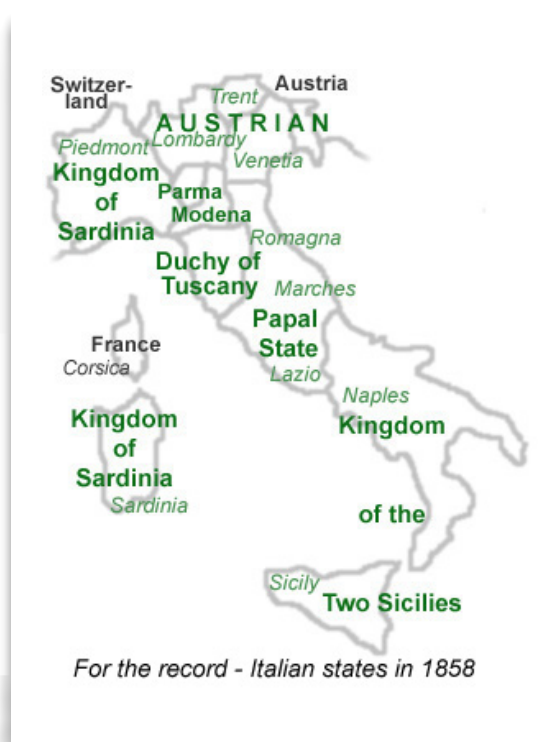 Switzer-
land
Austria
Trent
AUSTRIAN
Lombardy
Piedmont
Venetia
Kingdom
of
Sardinia
Parma
Modena
Romagna
Duchy of
Tuscany
Marches
Papal
State
Lazio
France
Corsica
Naples
Kingdom
of the
Two Sicilies
Kingdom
of
Sardinia
Sardinia
Sicily
For the record - Italian states in 1858